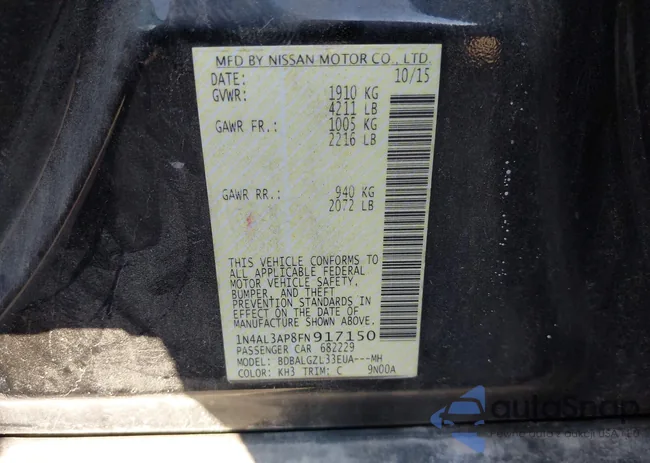 MFD BY NISSAN MOTOR CO., LTD.
DATE: 10/15
GVWR: 1910 KG
4211 LB
GAWR FR.: 1005 KG
2216 LB
GAWR RR.: 940 KG
2072 LB
THIS VEHICLE CONFORMS TO
ALL APPLICABLE FEDERAL
MOTOR VEHICLE SAFETY,
BUMPER, AND THEFT
PREVENTION STANDARDS IN
EFFECT ON THE DATE OF
MANUFACTURE SHOWN ABOVE.
1N4AL3AP8FN917150
PASSENGER CAR 682229
MODEL: BDBALGZL33EUA---MH
COLOR: KH3 TRIM: C 9N00A
autoSnap